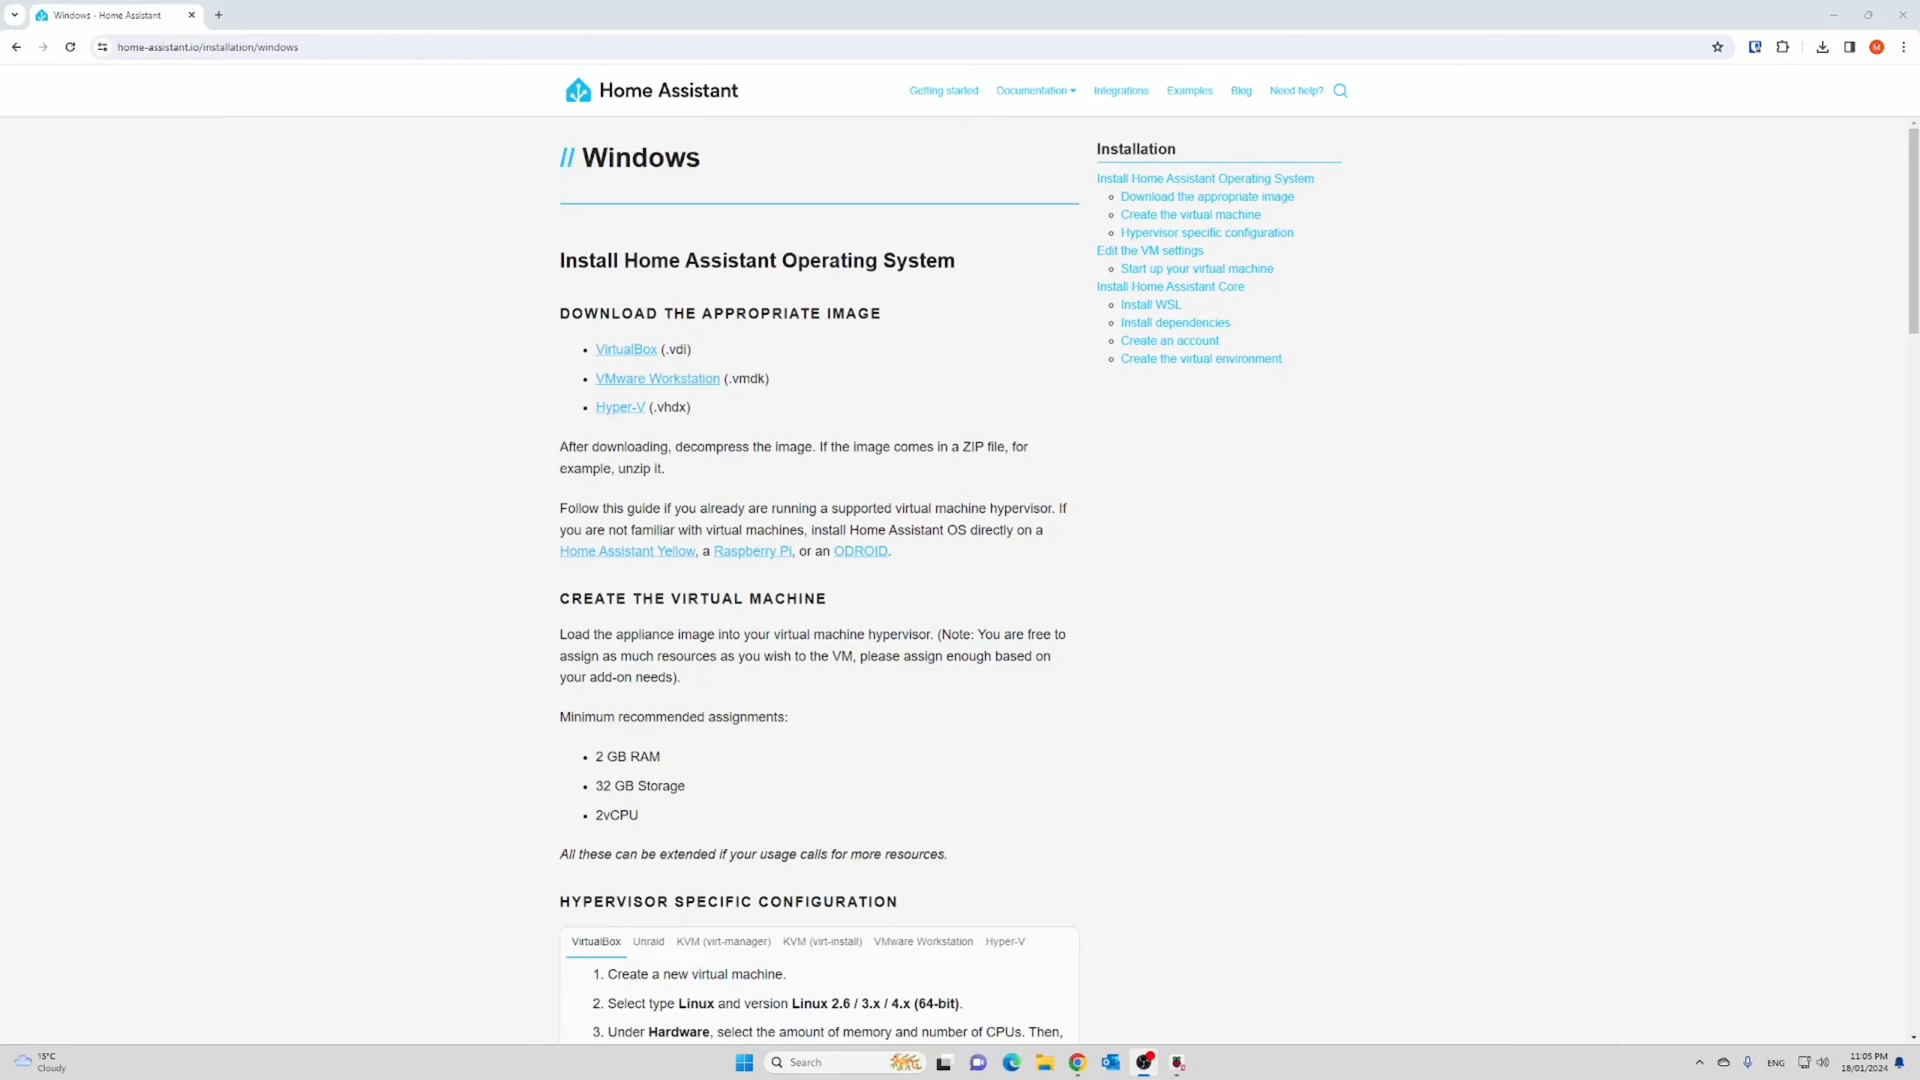 Windows - Home Assistant
home-assistant.io/installation/windows
M
Home Assistant
Getting started
Documentation
Integrations
Examples
Blog
Need help?
// Windows
Install Home Assistant Operating System
DOWNLOAD THE APPROPRIATE IMAGE
• VirtualBox (.vdi)
• VMware Workstation (.vmdk)
• Hyper-V (.vhdx)
After downloading, decompress the image. If the image comes in a ZIP file, for
example, unzip it.
Follow this guide if you already are running a supported virtual machine hypervisor. If
you are not familiar with virtual machines, install Home Assistant OS directly on a
Home Assistant Yellow, a Raspberry Pi, or an ODROID.
CREATE THE VIRTUAL MACHINE
Load the appliance image into your virtual machine hypervisor. (Note: You are free to
assign as much resources as you wish to the VM, please assign enough based on
your add-on needs).
Minimum recommended assignments:
• 2 GB RAM
• 32 GB Storage
• 2vCPU
All these can be extended if your usage calls for more resources.
HYPERVISOR SPECIFIC CONFIGURATION
VirtualBox Unraid KVM (virt-manager) KVM (virt-install) VMware Workstation Hyper-V
1. Create a new virtual machine.
2. Select type Linux and version Linux 2.6 / 3.x / 4.x (64-bit).
3. Under Hardware, select the amount of memory and number of CPUs. Then,
Installation
Install Home Assistant Operating System
Download the appropriate image
Create the virtual machine
Hypervisor specific configuration
Edit the VM settings
Start up your virtual machine
Install Home Assistant Core
Install WSL
Install dependencies
Create an account
Create the virtual environment
15°C
Cloudy
Search
ENG
11:05 PM
18/01/2024